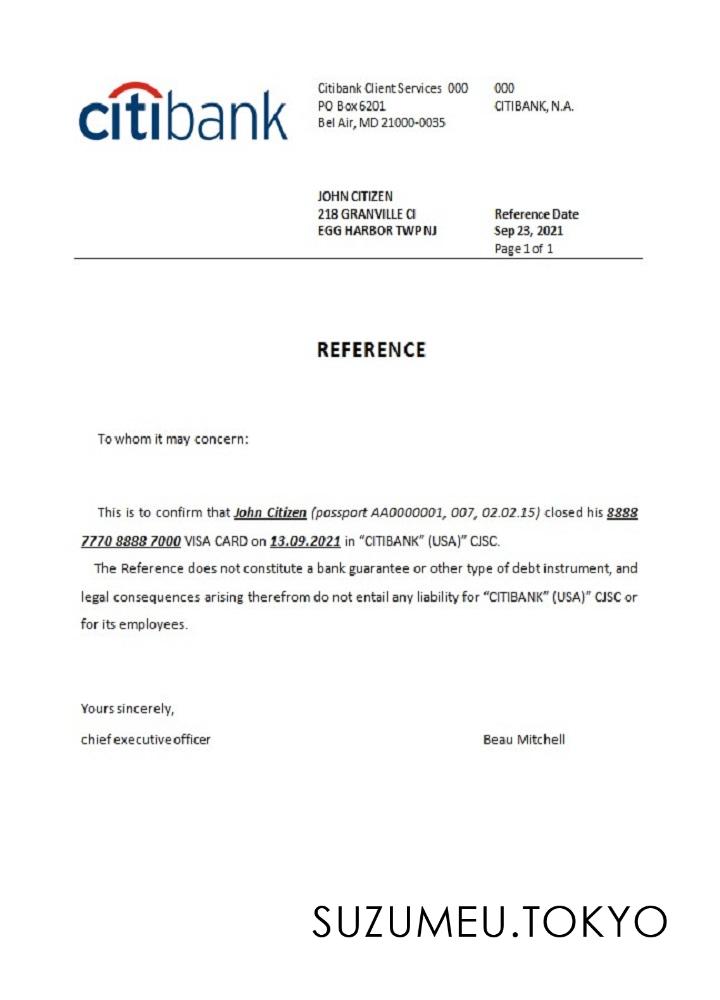 citibank
Citibank Client Services 000
PO Box 6201
Bel Air, MD 21000-0035
000
CITIBANK, N.A.
JOHN CITIZEN
218 GRANVILLE CI
EGG HARBOR TWP NJ
Reference Date
Sep 23, 2021
Page 1 of 1
REFERENCE
To whom it may concern:
This is to confirm that John Citizen (passport AA0000001, 007, 02.02.15) closed his 8888
7770 8888 7000 VISA CARD on 13.09.2021 in “CITIBANK” (USA)” CJSC.
The Reference does not constitute a bank guarantee or other type of debt instrument, and
legal consequences arising therefrom do not entail any liability for “CITIBANK” (USA)” CJSC or
for its employees.
Yours sincerely,
chief executive officer
Beau Mitchell
SUZUMEU.TOKYO